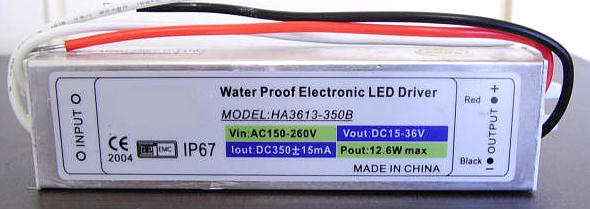 Water Proof Electronic LED Driver
MODEL:HA3613-350B
INPUT
Vin:AC150-260V
Vout:DC15-36V
Iout:DC350±15mA
Pout:12.6W max
CE
2004
EMC
IP67
MADE IN CHINA
Red
+
OUTPUT
Black
−